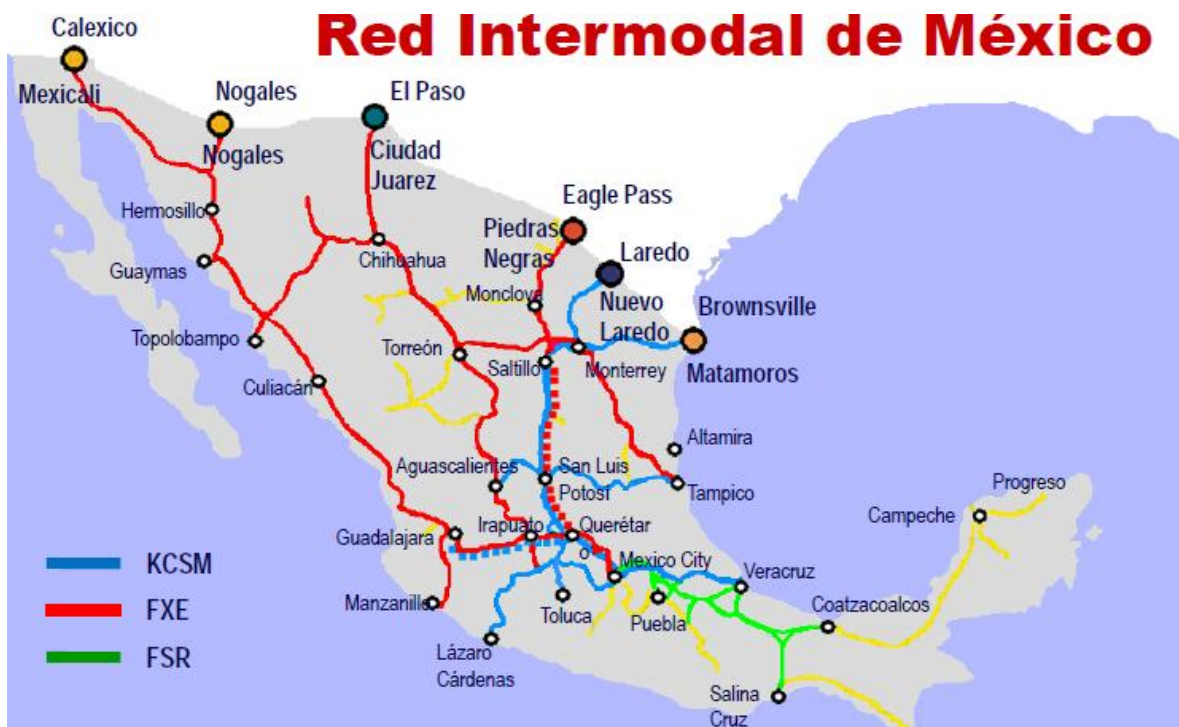 Red Intermodal de México
Calexico
Mexicali
Nogales
Nogales
El Paso
Ciudad
Juarez
Eagle Pass
Piedras
Negras
Laredo
Nuevo
Laredo
Brownsville
Matamoros
Hermosillo
Guaymas
Chihuahua
Monclova
Topolobampo
Torreón
Saltillo
Monterrey
Culiacán
Altamira
Aguascalientes
San Luis
Potosí
Tampico
Progreso
Campeche
Guadalajara
Irapuato
Querétar
o
Mexico City
Veracruz
Manzanillo
Toluca
Puebla
Coatzacoalcos
Lázaro
Cárdenas
Salina
Cruz
KCSM
FXE
FSR